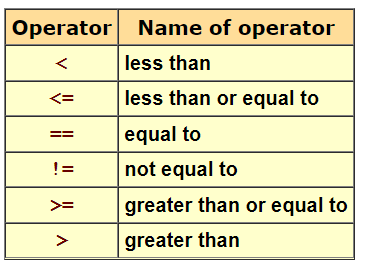 Operator Name of operator
< less than
<= less than or equal to
== equal to
!= not equal to
>= greater than or equal to
> greater than